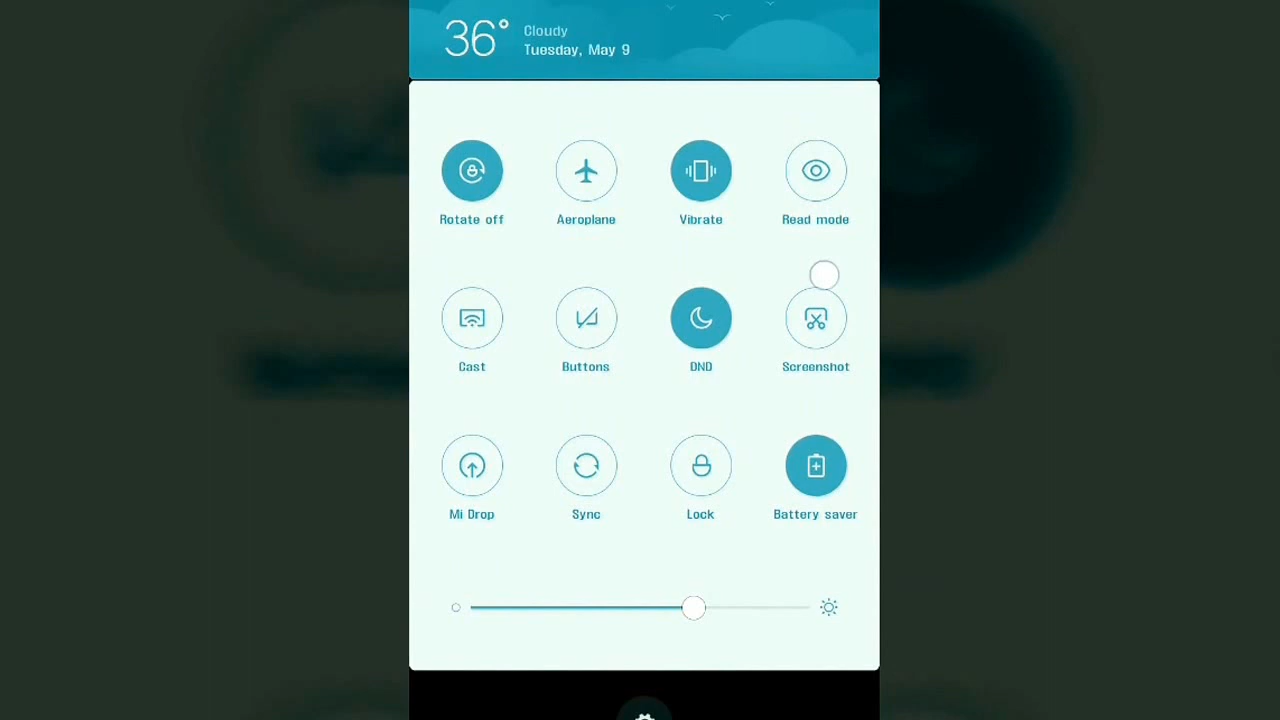 36° Cloudy
Tuesday, May 9
Rotate off Aeroplane Vibrate Read mode
Cast Buttons DND Screenshot
Mi Drop Sync Lock Battery saver